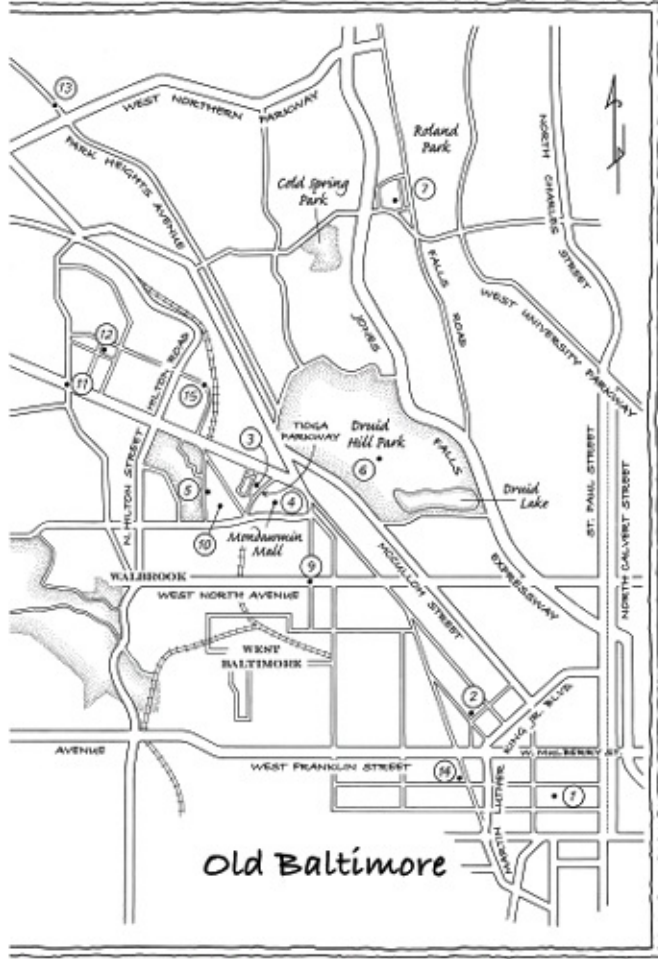 13
WEST NORTHERN PARKWAY
PARK HEIGHTS AVENUE
Roland
Park
NORTH CHARLES STREET
Cold Spring
Park
7
FALLS ROAD
JONES FALLS EXPRESSWAY
WEST UNIVERSITY PARKWAY
12
HILTON ROAD
11
15
TIOGA
PARKWAY
3
Druid
Hill Park
6
ST. PAUL STREET
NORTH CALVERT STREET
N. HILTON STREET
5
4
Druid
Lake
10
Mondawmin
Mall
9
MCCULLOH STREET
WALBROOK
WEST NORTH AVENUE
WEST
BALTIMORE
2
MARTIN LUTHER KING JR. BLVD
W. MULBERRY ST.
AVENUE
WEST FRANKLIN STREET
14
1
Old Baltimore